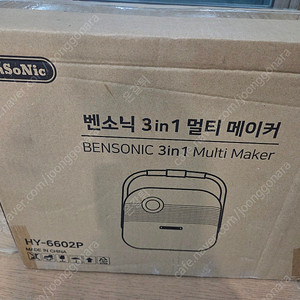 SoNic
벤소닉 3in1 멀티 메이커
BENSONIC 3in1 Multi Maker
HY-6602P
MADE IN CHINA